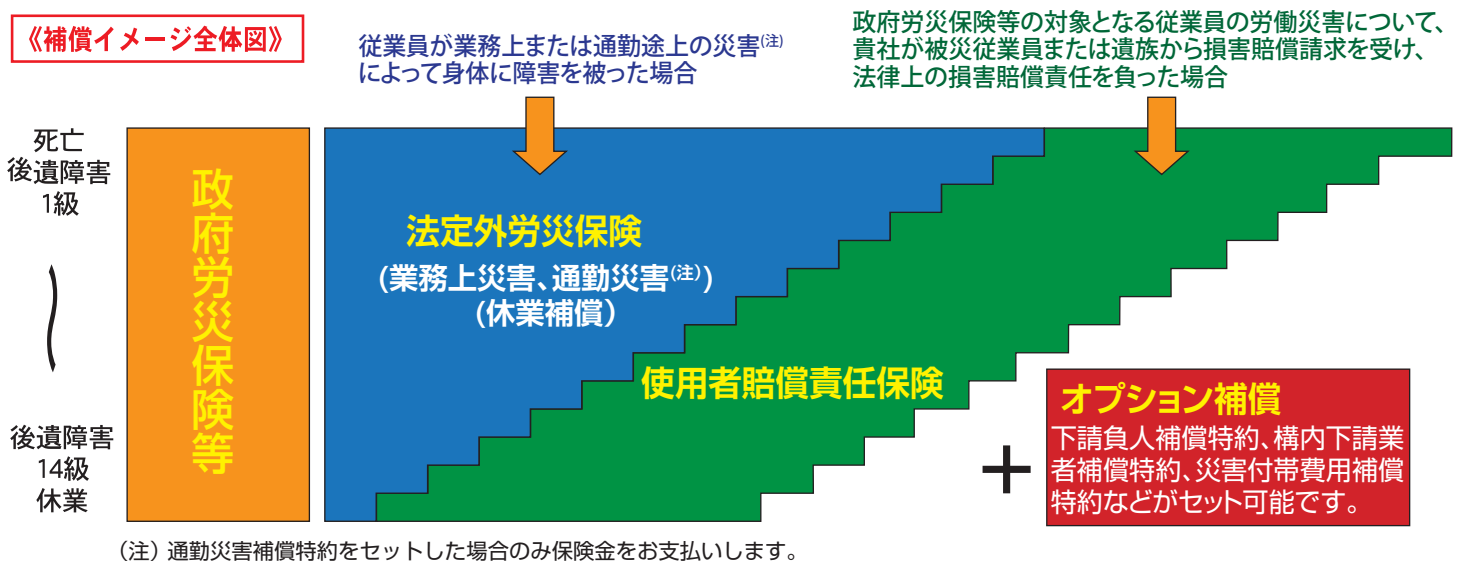 《補償イメージ全体図》
従業員が業務上または通勤途上の災害(注)
によって身体に障害を被った場合
政府労災保険等の対象となる従業員の労働災害について、
貴社が被災従業員または遺族から損害賠償請求を受け、
法律上の損害賠償責任を負った場合
死亡
後遺障害
1級
〜
後遺障害
14級
休業
政府労災保険等
法定外労災保険
(業務上災害、通勤災害(注))
(休業補償)
使用者賠償責任保険
+
オプション補償
下請負人補償特約、構内下請業
者補償特約、災害付帯費用補償
特約などがセット可能です。
(注) 通勤災害補償特約をセットした場合のみ保険金をお支払いします。